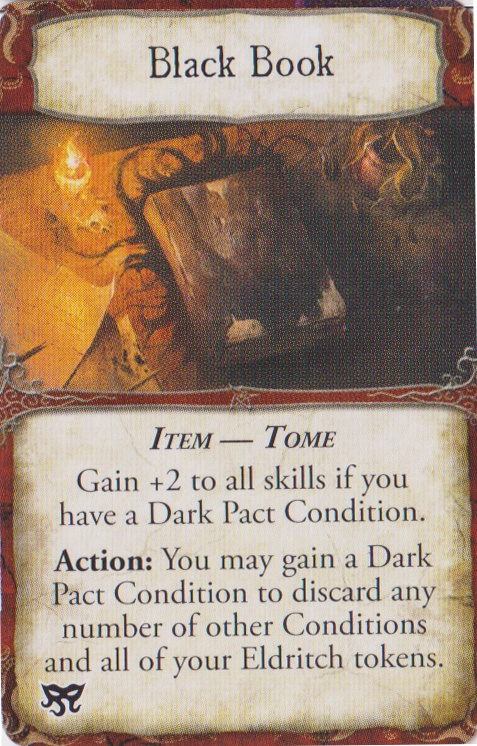 Black Book
ITEM — TOME
Gain +2 to all skills if you
have a Dark Pact Condition.
Action: You may gain a Dark
Pact Condition to discard any
number of other Conditions
and all of your Eldritch tokens.